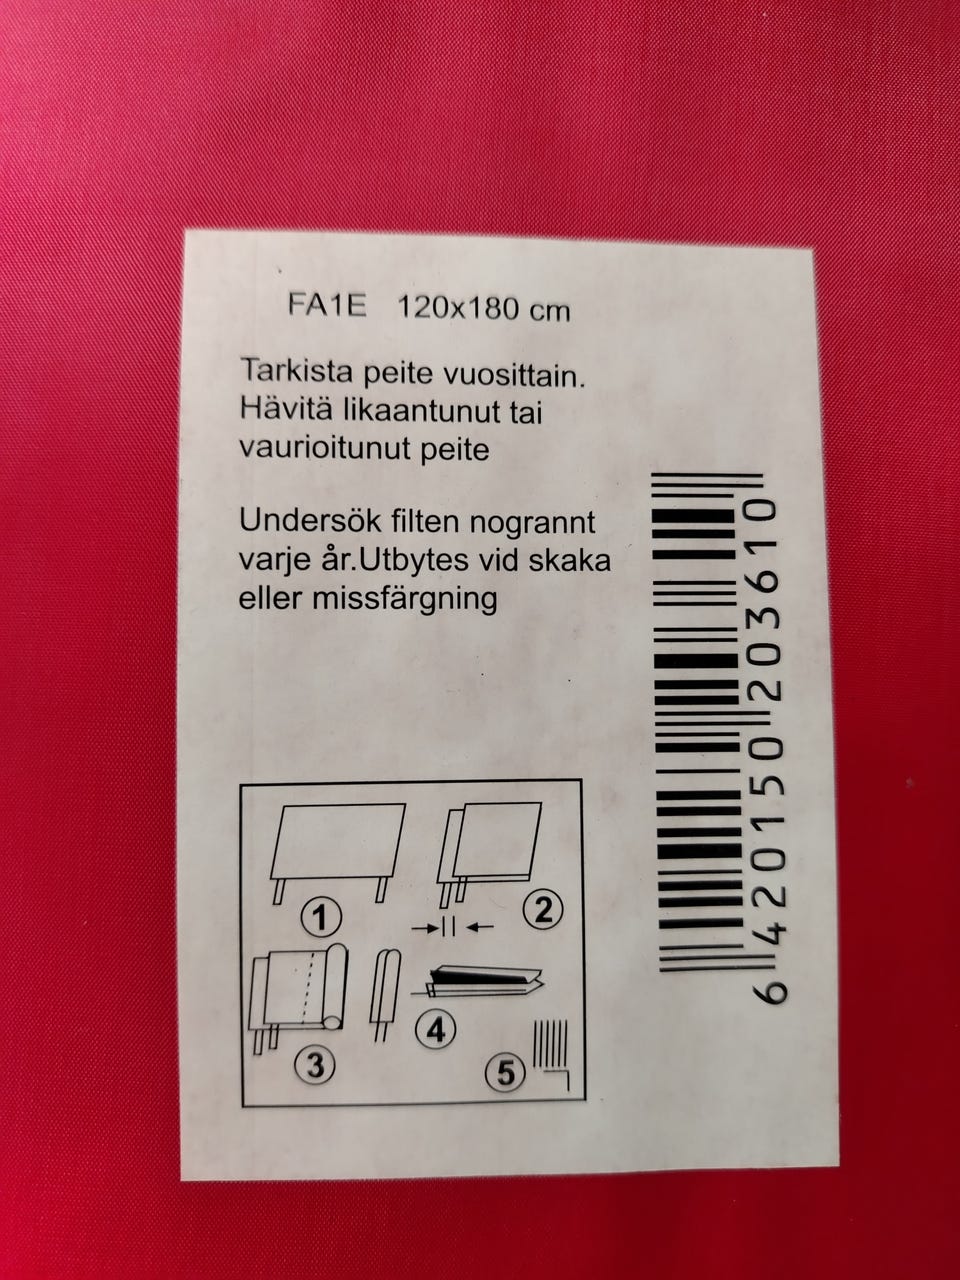 FA1E 120x180 cm
Tarkista peite vuosittain.
Hävitä likaantunut tai
vaurioitunut peite
Undersök filten nogrannt
varje år.Utbytes vid skaka
eller missfärgning
6 420150 203610
1
2
3
4
5